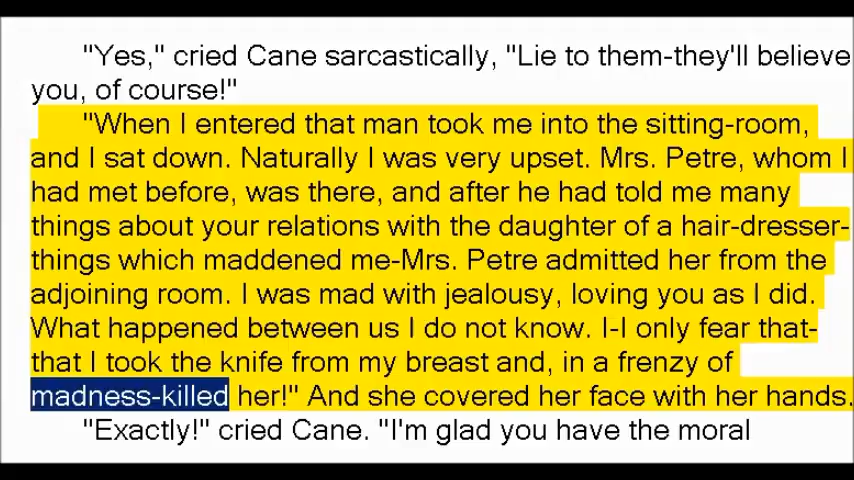 "Yes," cried Cane sarcastically, "Lie to them-they'll believe
you, of course!"
"When I entered that man took me into the sitting-room,
and I sat down. Naturally I was very upset. Mrs. Petre, whom I
had met before, was there, and after he had told me many
things about your relations with the daughter of a hair-dresser-
things which maddened me-Mrs. Petre admitted her from the
adjoining room. I was mad with jealousy, loving you as I did.
What happened between us I do not know. I-I only fear that-
that I took the knife from my breast and, in a frenzy of
madness-killed her!" And she covered her face with her hands.
"Exactly!" cried Cane. "I'm glad you have the moral